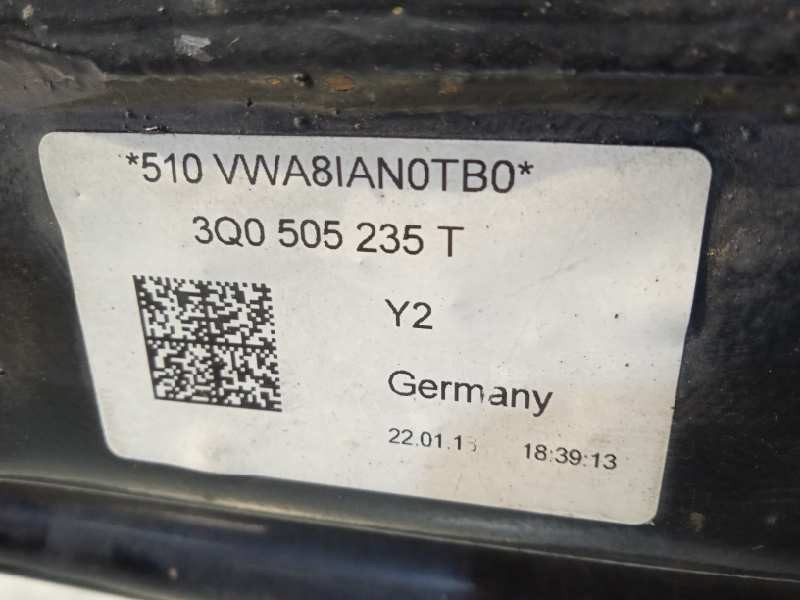 *510 VWA8IAN0TB0*
3Q0 505 235 T
Y2
Germany
18:39:13